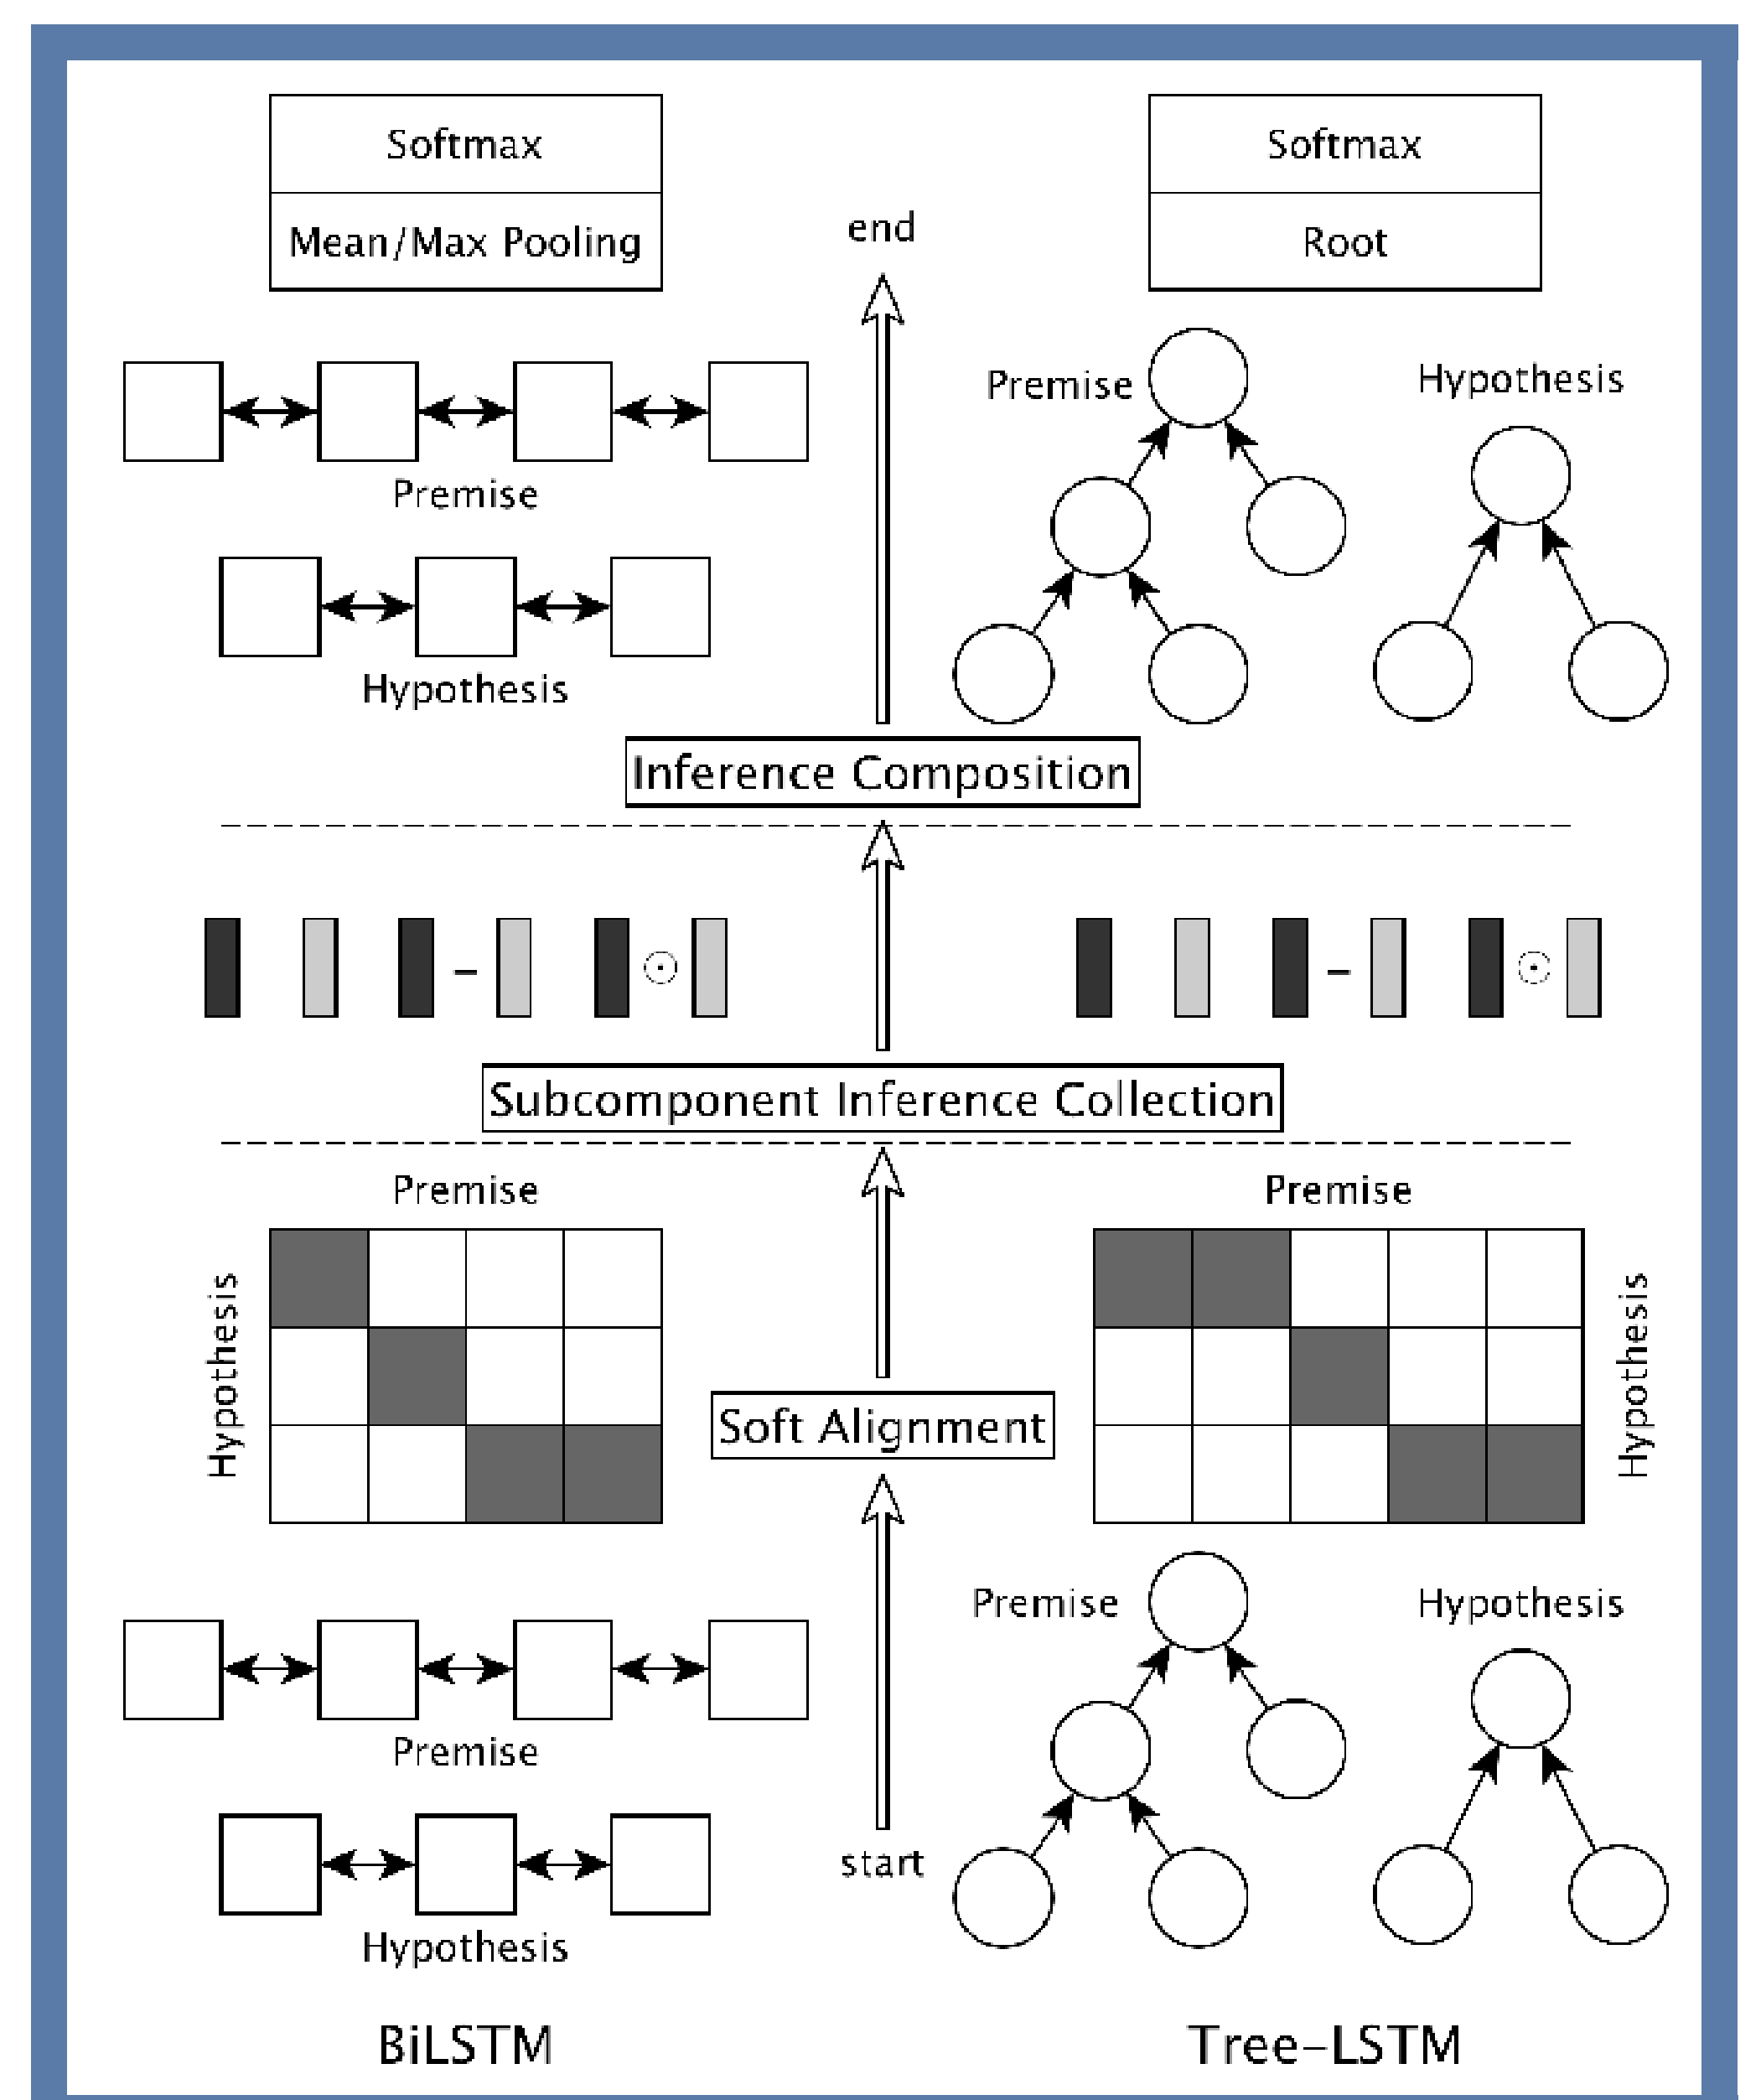 Softmax
Mean/Max Pooling
Softmax
Root
end
Premise
Hypothesis
Premise
Hypothesis
Inference Composition
– ⊙
– ⊙
Subcomponent Inference Collection
Premise
Hypothesis
Premise
Hypothesis
Soft Alignment
Premise
Hypothesis
Premise
Hypothesis
start
BiLSTM
Tree-LSTM